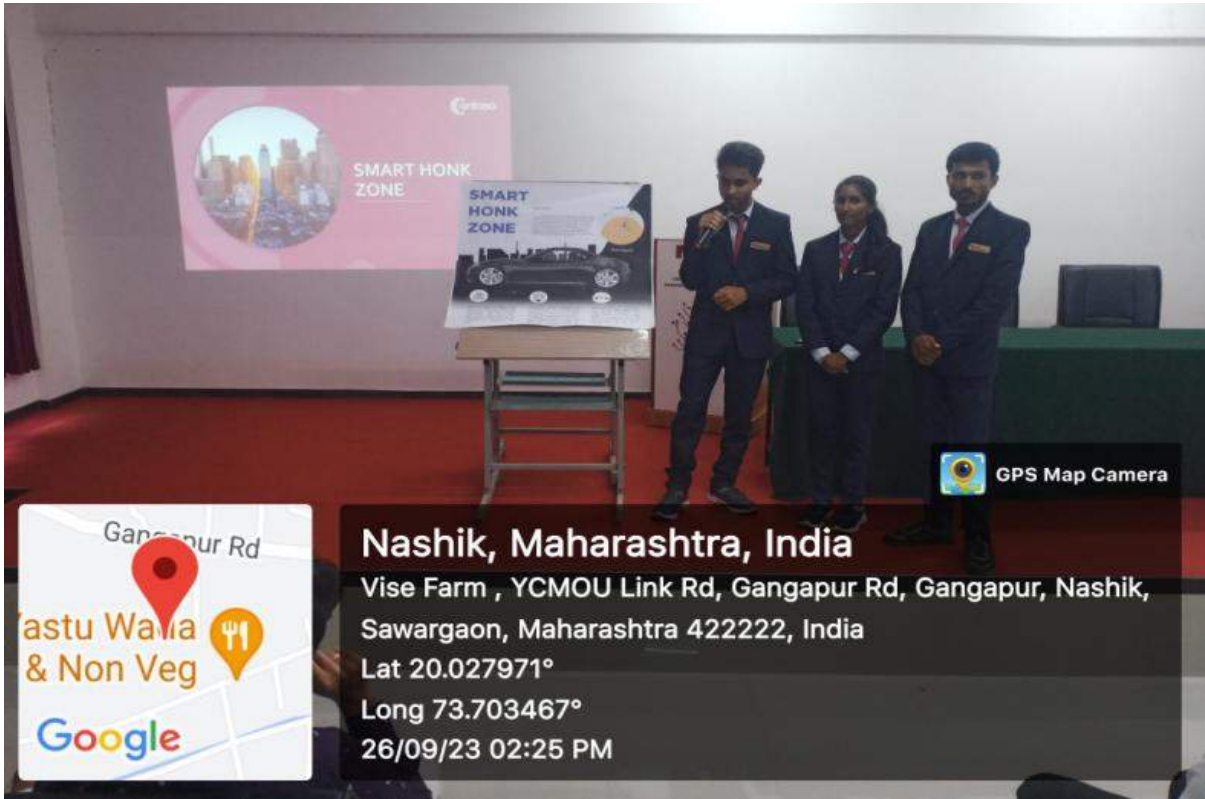 SMART HONK
ZONE
SMART
HONK
ZONE
GPS Map Camera
Gangapur Rd
& Non Veg
Google
Nashik, Maharashtra, India
Vise Farm , YCMOU Link Rd, Gangapur Rd, Gangapur, Nashik,
Sawargaon, Maharashtra 422222, India
Lat 20.027971°
Long 73.703467°
26/09/23 02:25 PM